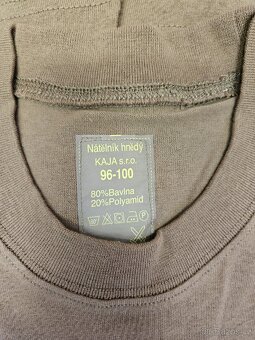 Nátělník hnědý
KAJA s.r.o.
96-100
80%Bavlna
20%Polyamid